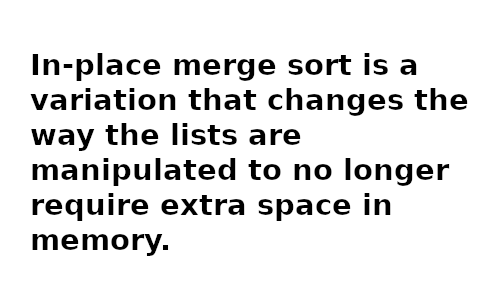 In-place merge sort is a
variation that changes the
way the lists are
manipulated to no longer
require extra space in
memory.